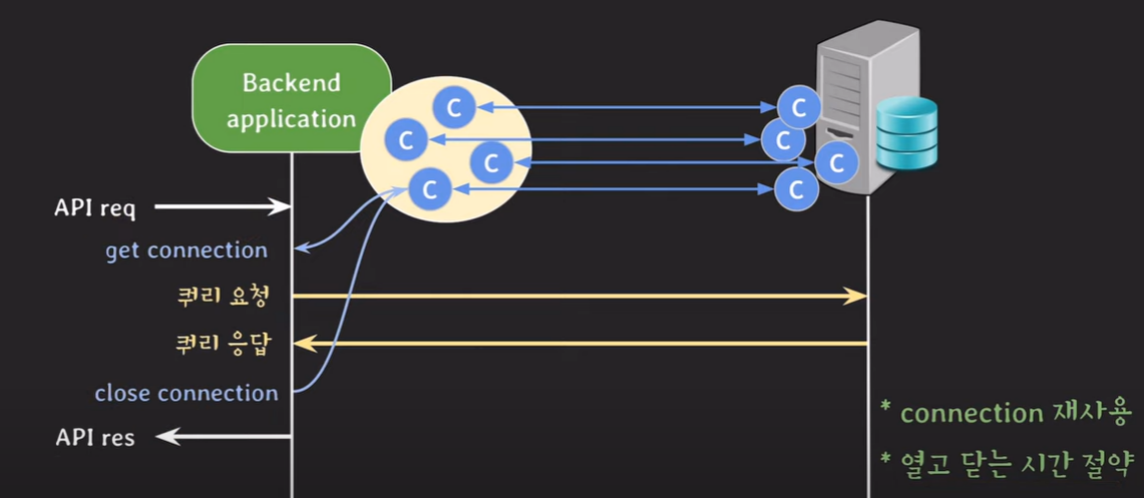 Backend
application
C
C
C
C
C
C
C
C
API req
get connection
쿼리 요청
쿼리 응답
close connection
API res
* connection 재사용
* 열고 닫는 시간 절약